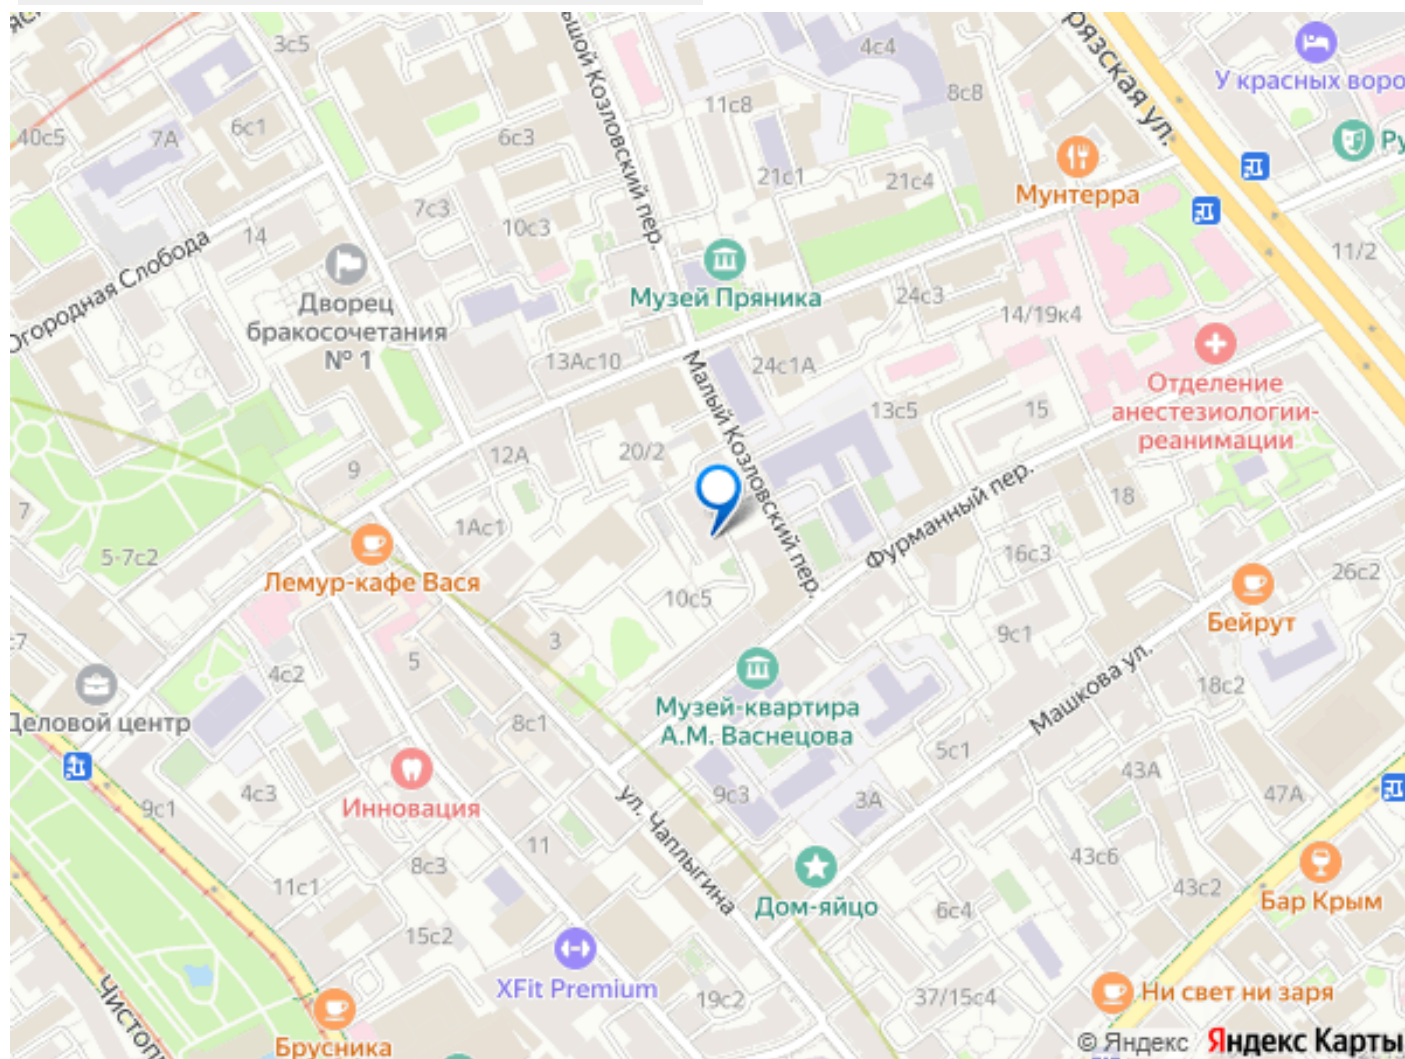 3с5
4с4
У красных воро
8с8
11с8
6с1
7А
40с5
6с3
21с1
21с4
Мунтерра
7с3
10с3
14
11/2
шой Козловский пер.
рязская ул.
Огородная Слобода
Дворец
бракосочетания
№ 1
Музей Пряника
24с3
14/19к4
13Ас10
24с1А
Отделение
анестезиологии-
реанимации
13с5
15
Малый Козловский пер.
20/2
12А
9
7
18
1Ас1
5-7с2
Фурманный пер.
16с3
26с2
Лемур-кафе Вася
10с5
Бейрут
9с1
3
5
4с2
Машкова ул.
18с2
Музей-квартира
А.М. Васнецова
Деловой центр
8с1
5с1
43А
47А
9с3
3А
4с3
9с1
Инновация
ул. Чаплыгина
11
8с3
43с6
43с2
11с1
Дом-яйцо
Бар Крым
6с4
15с2
XFit Premium
19с2
37/15с4
Ни свет ни заря
Чистоп
Брусника
© Яндекс Яндекс Карты